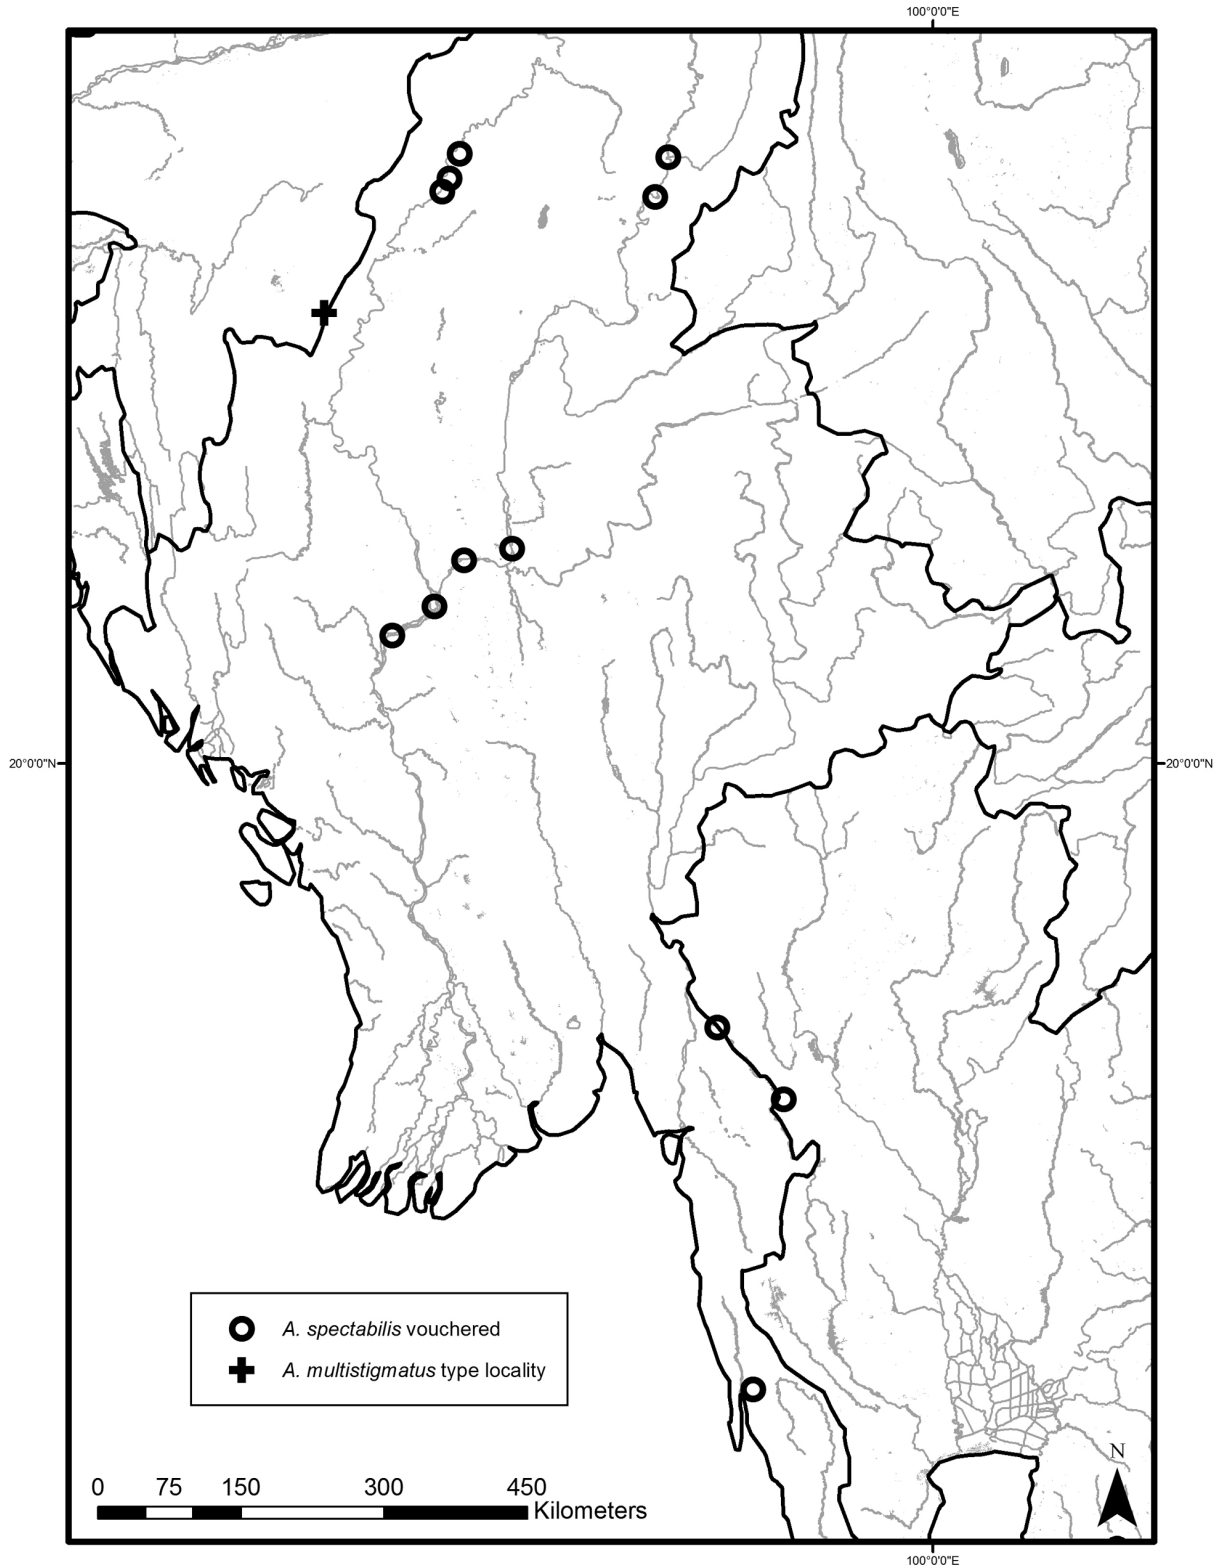 100°0'0"E
20°0'0"N
20°0'0"N
A. spectabilis vouchered
A. multistigmatus type locality
N
0 75 150 300 450
Kilometers
100°0'0"E